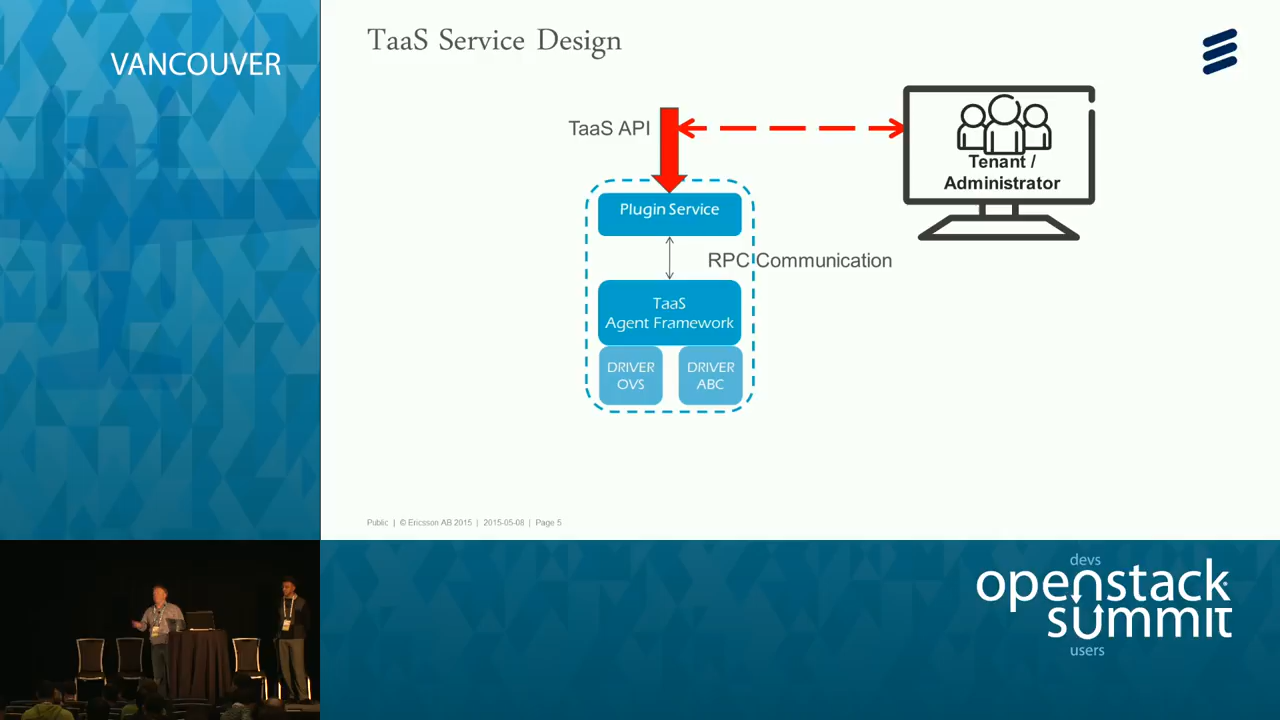 VANCOUVER
TaaS Service Design
TaaS API
Tenant /
Administrator
Plugin Service
RPC Communication
TaaS
Agent Framework
DRIVER
OVS
DRIVER
ABC
Public | © Ericsson AB 2015 | 2015-05-08 | Page 5
devs
openstack
summit
users